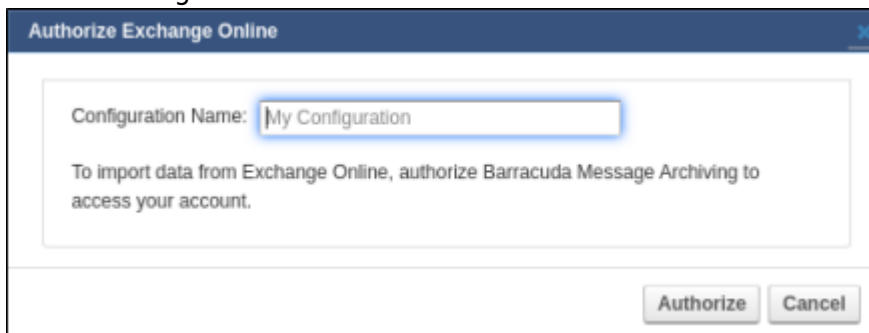 Authorize Exchange Online
Configuration Name: My Configuration
To import data from Exchange Online, authorize Barracuda Message Archiving to
access your account.
Authorize Cancel